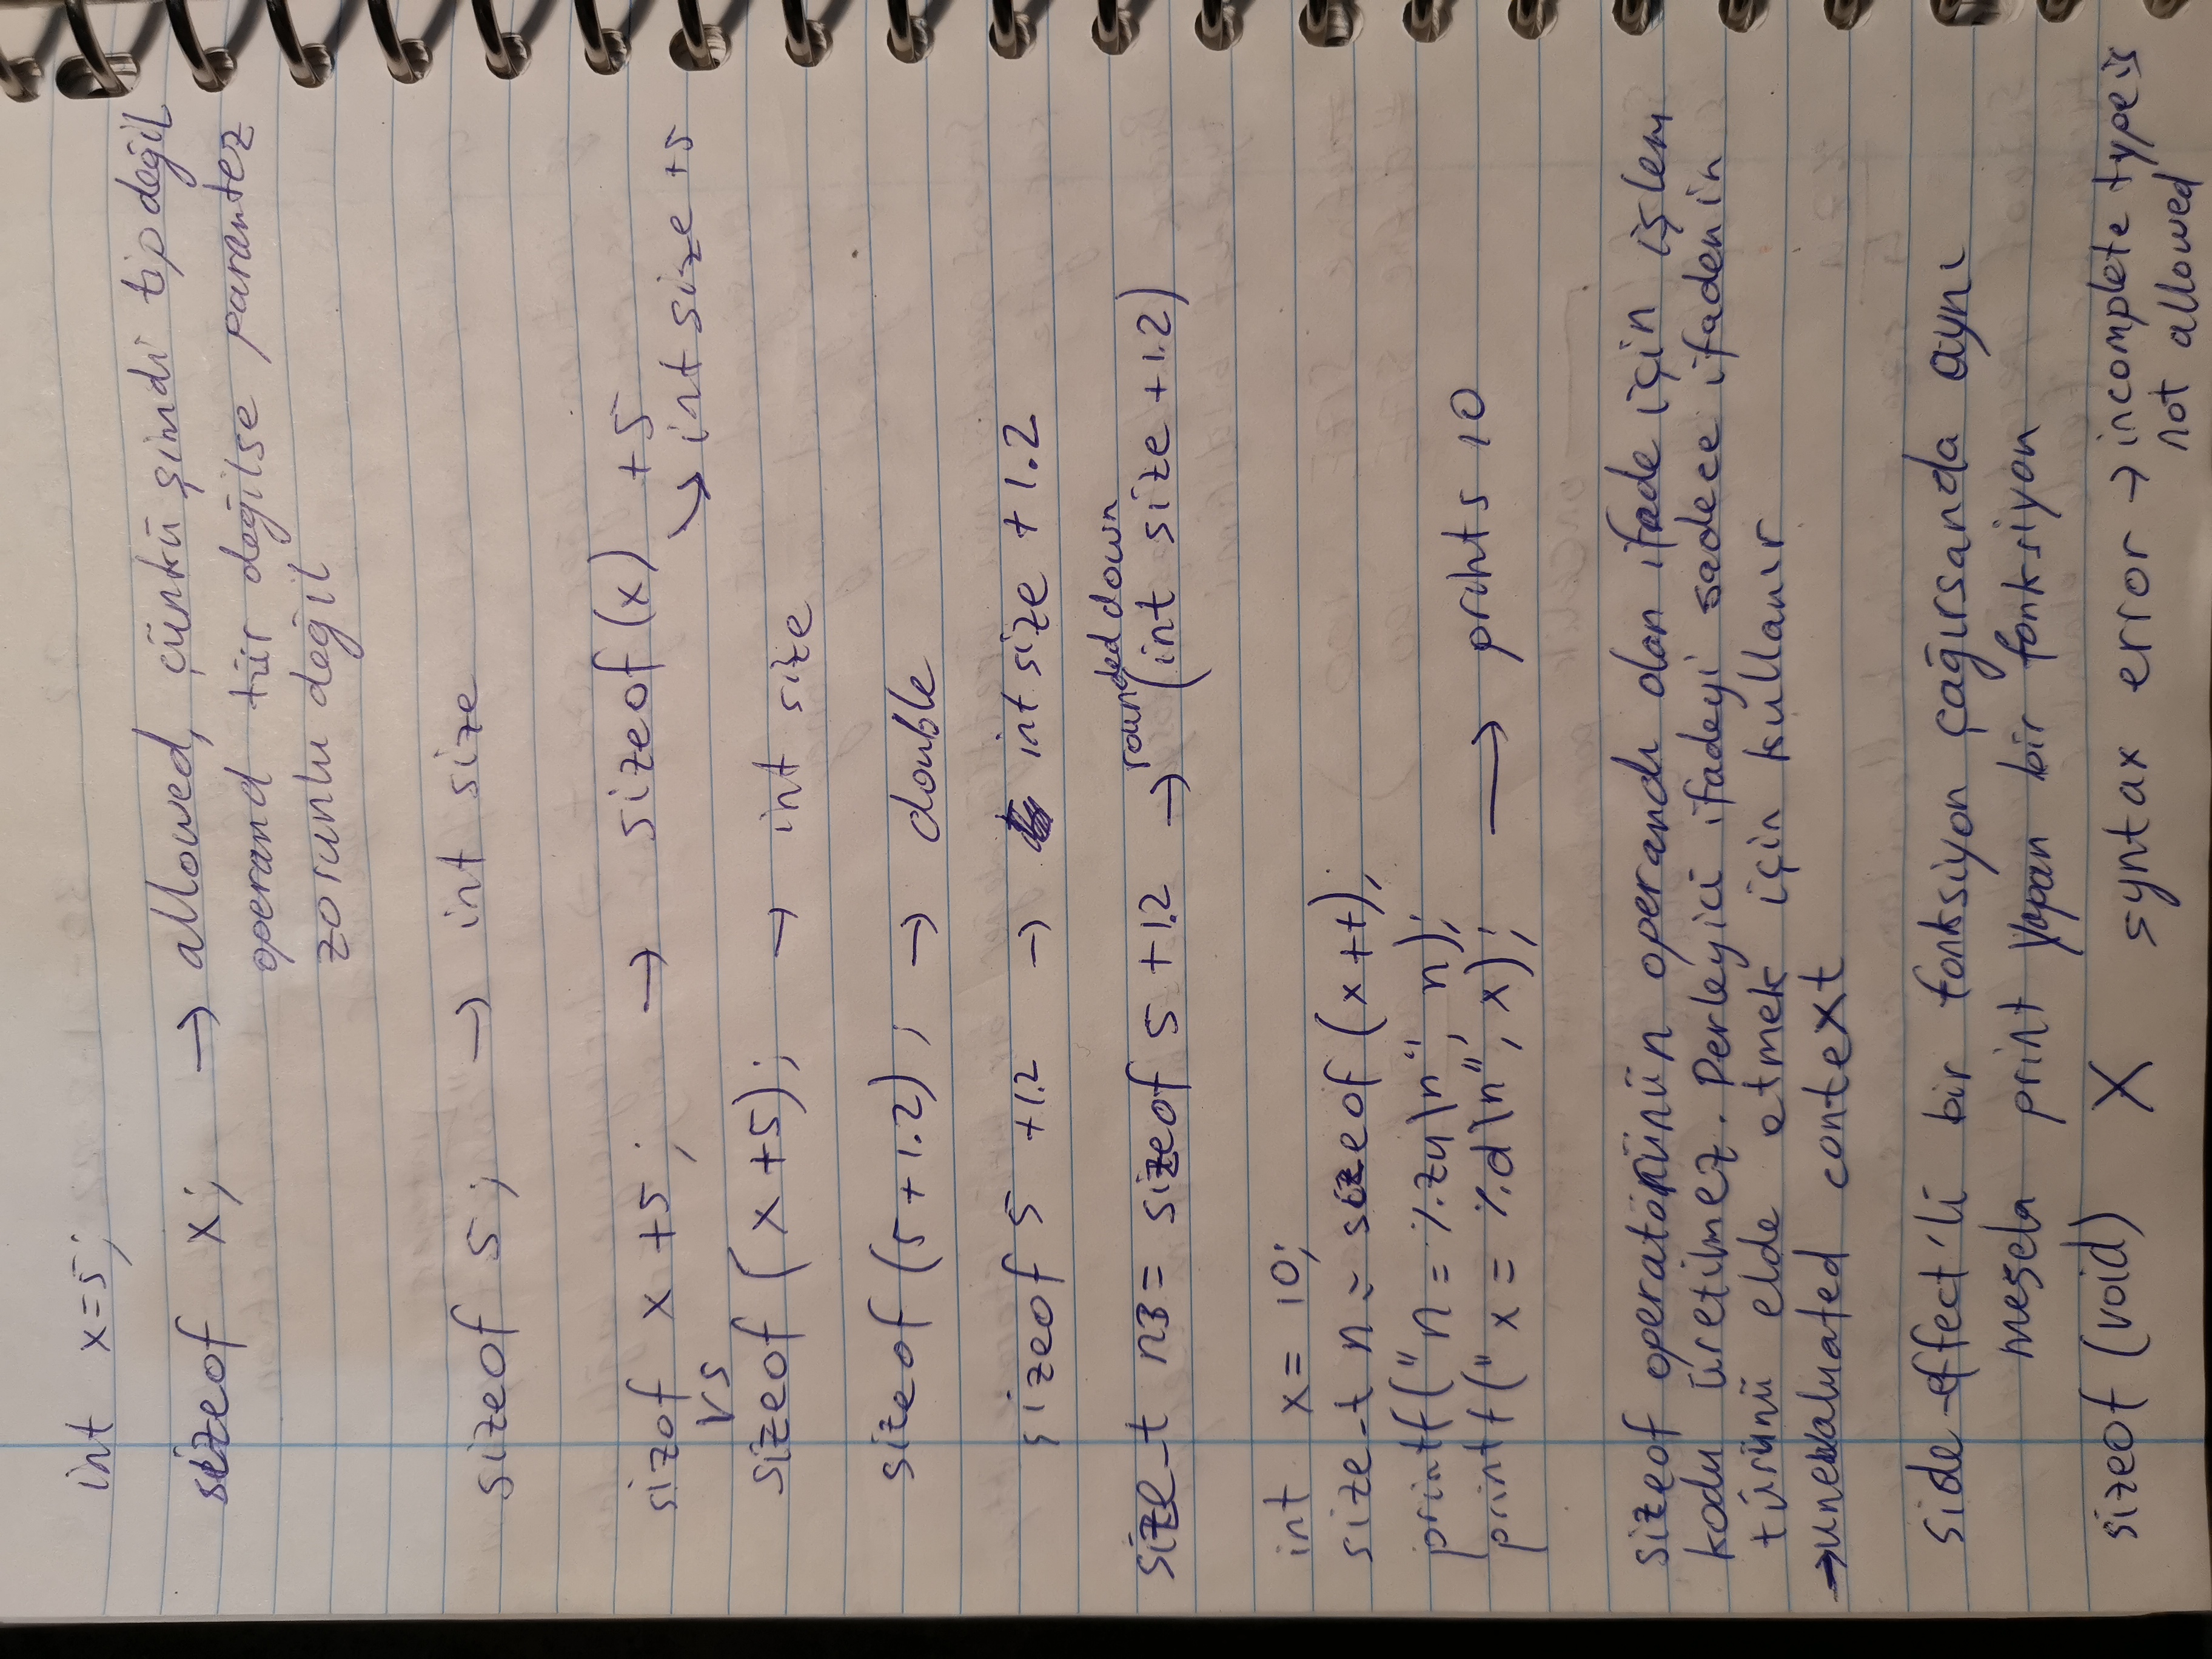 int x=5;
sizeof x; → allowed, çünkü şimdi tip değil
operand tür değilse parantez
zorunlu değil
sizeof 5; → int size
sizof x +5; → sizeof(x) +5
↘ int size +5
vs
sizeof (x +5); → int size
sizeof (5+1.2); → double
sizeof 5 +1.2 → int size + 1.2
rounded down
size_t n3 = sizeof 5 +1.2 → (int size +1.2)
int x = 10;
size_t n = sizeof (x++);
printf("n = %zu\n", n);
printf("x = %d\n", x); → prints 10
sizeof operatörünün operandı olan ifade için işlem
kodu üretilmez. Derleyici ifadeyi sadece ifadenin
türünü elde etmek için kullanır
→ unevaluated context
side-effect'li bir fonksiyon çağırsanda aynı
mesela print yapan bir fonksiyon
sizeof (void) X syntax error → incomplete type is
not allowed